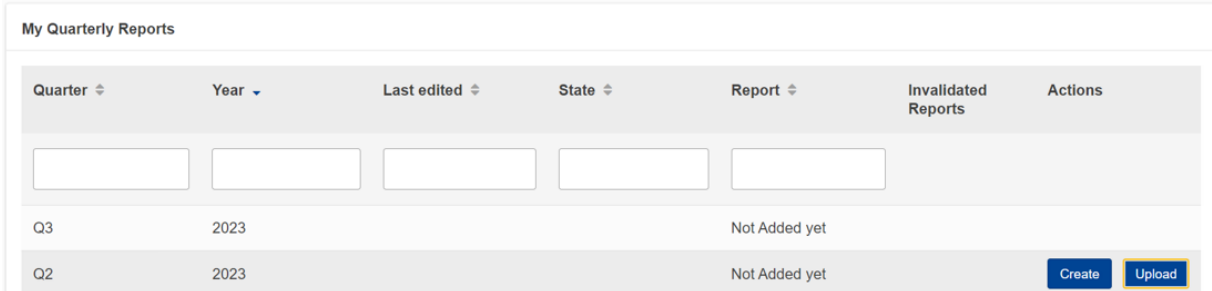 My Quarterly Reports
Quarter Year Last edited State Report Invalidated Reports Actions
Q3 2023 Not Added yet
Q2 2023 Not Added yet Create Upload